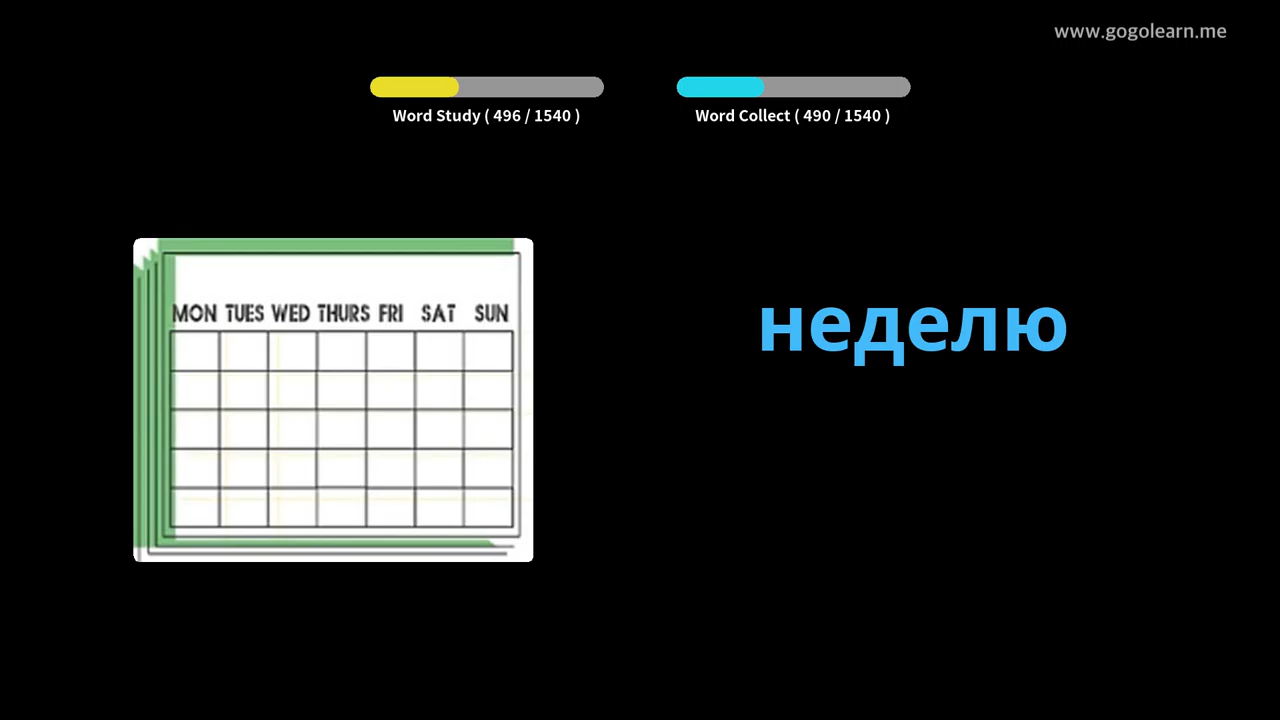 www.gogolearn.me
Word Study ( 496 / 1540 )
Word Collect ( 490 / 1540 )
MON TUES WED THURS FRI SAT SUN
неделю